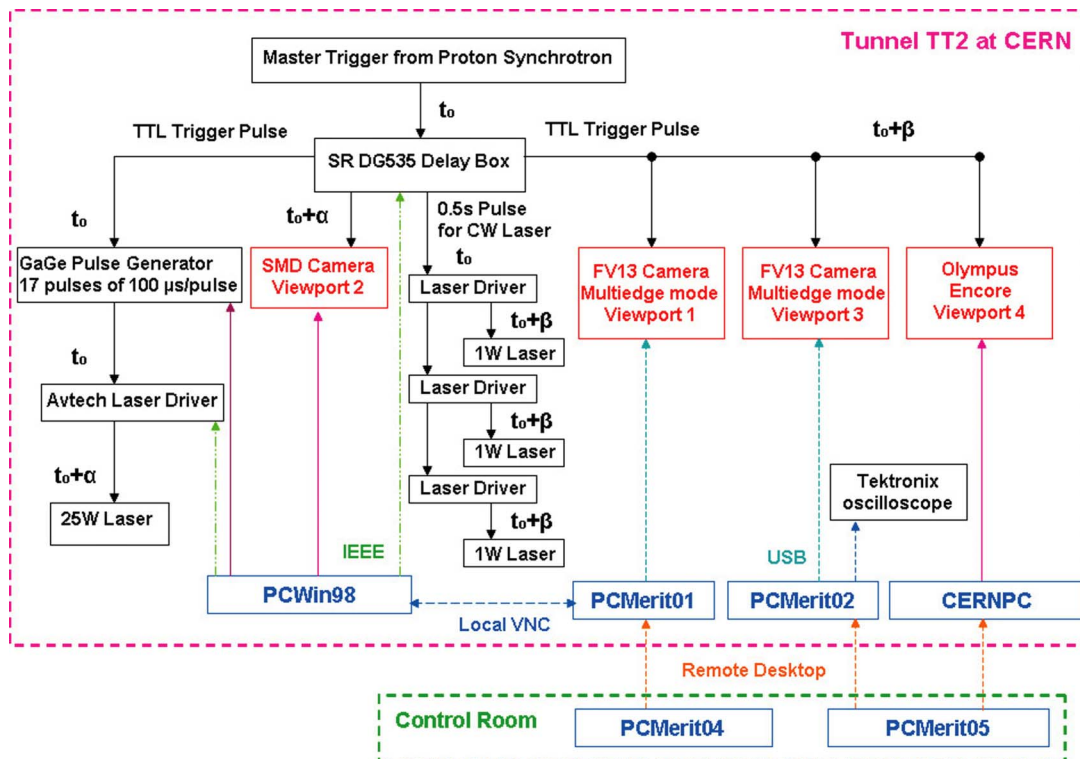 Tunnel TT2 at CERN
Master Trigger from Proton Synchrotron
t₀
TTL Trigger Pulse
TTL Trigger Pulse
t₀+β
SR DG535 Delay Box
t₀
t₀+α
0.5s Pulse
for CW Laser
t₀
GaGe Pulse Generator
17 pulses of 100 µs/pulse
SMD Camera
Viewport 2
Laser Driver
FV13 Camera
Multiedge mode
Viewport 1
FV13 Camera
Multiedge mode
Viewport 3
Olympus
Encore
Viewport 4
t₀+β
1W Laser
t₀
Avtech Laser Driver
Laser Driver
t₀+β
1W Laser
t₀+α
25W Laser
Laser Driver
t₀+β
1W Laser
Tektronix
oscilloscope
IEEE
USB
PCWin98
Local VNC
PCMerit01
PCMerit02
CERNPC
Remote Desktop
Control Room
PCMerit04
PCMerit05